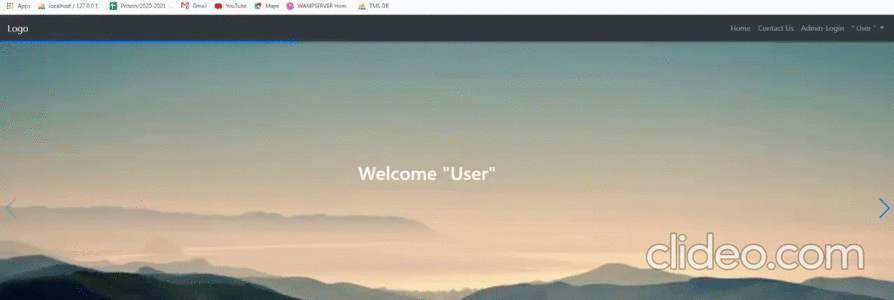 Apps localhost / 127.0.0.1 Pritem/2020-2021 - Gmail YouTube Maps WAMPSERVER Hom TMS DB
Logo Home Contact Us Admin-Login " User "
Welcome "User"
clideo.com